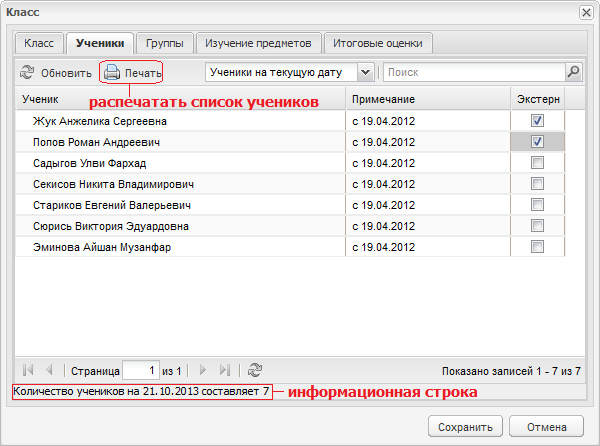 Класс
Класс Ученики Группы Изучение предметов Итоговые оценки
Обновить Печать Ученики на текущую дату Поиск
распечатать список учеников
Ученик Примечание Экстерн
Жук Анжелика Сергеевна с 19.04.2012
Попов Роман Андреевич с 19.04.2012
Садыгов Улви Фархад с 19.04.2012
Секисов Никита Владимирович с 19.04.2012
Стариков Евгений Валерьевич с 19.04.2012
Сюрись Виктория Эдуардовна с 19.04.2012
Эминова Айшан Музанфар с 19.04.2012
Страница 1 из 1 Показано записей 1 - 7 из 7
Количество учеников на 21.10.2013 составляет 7 информационная строка
Сохранить Отмена